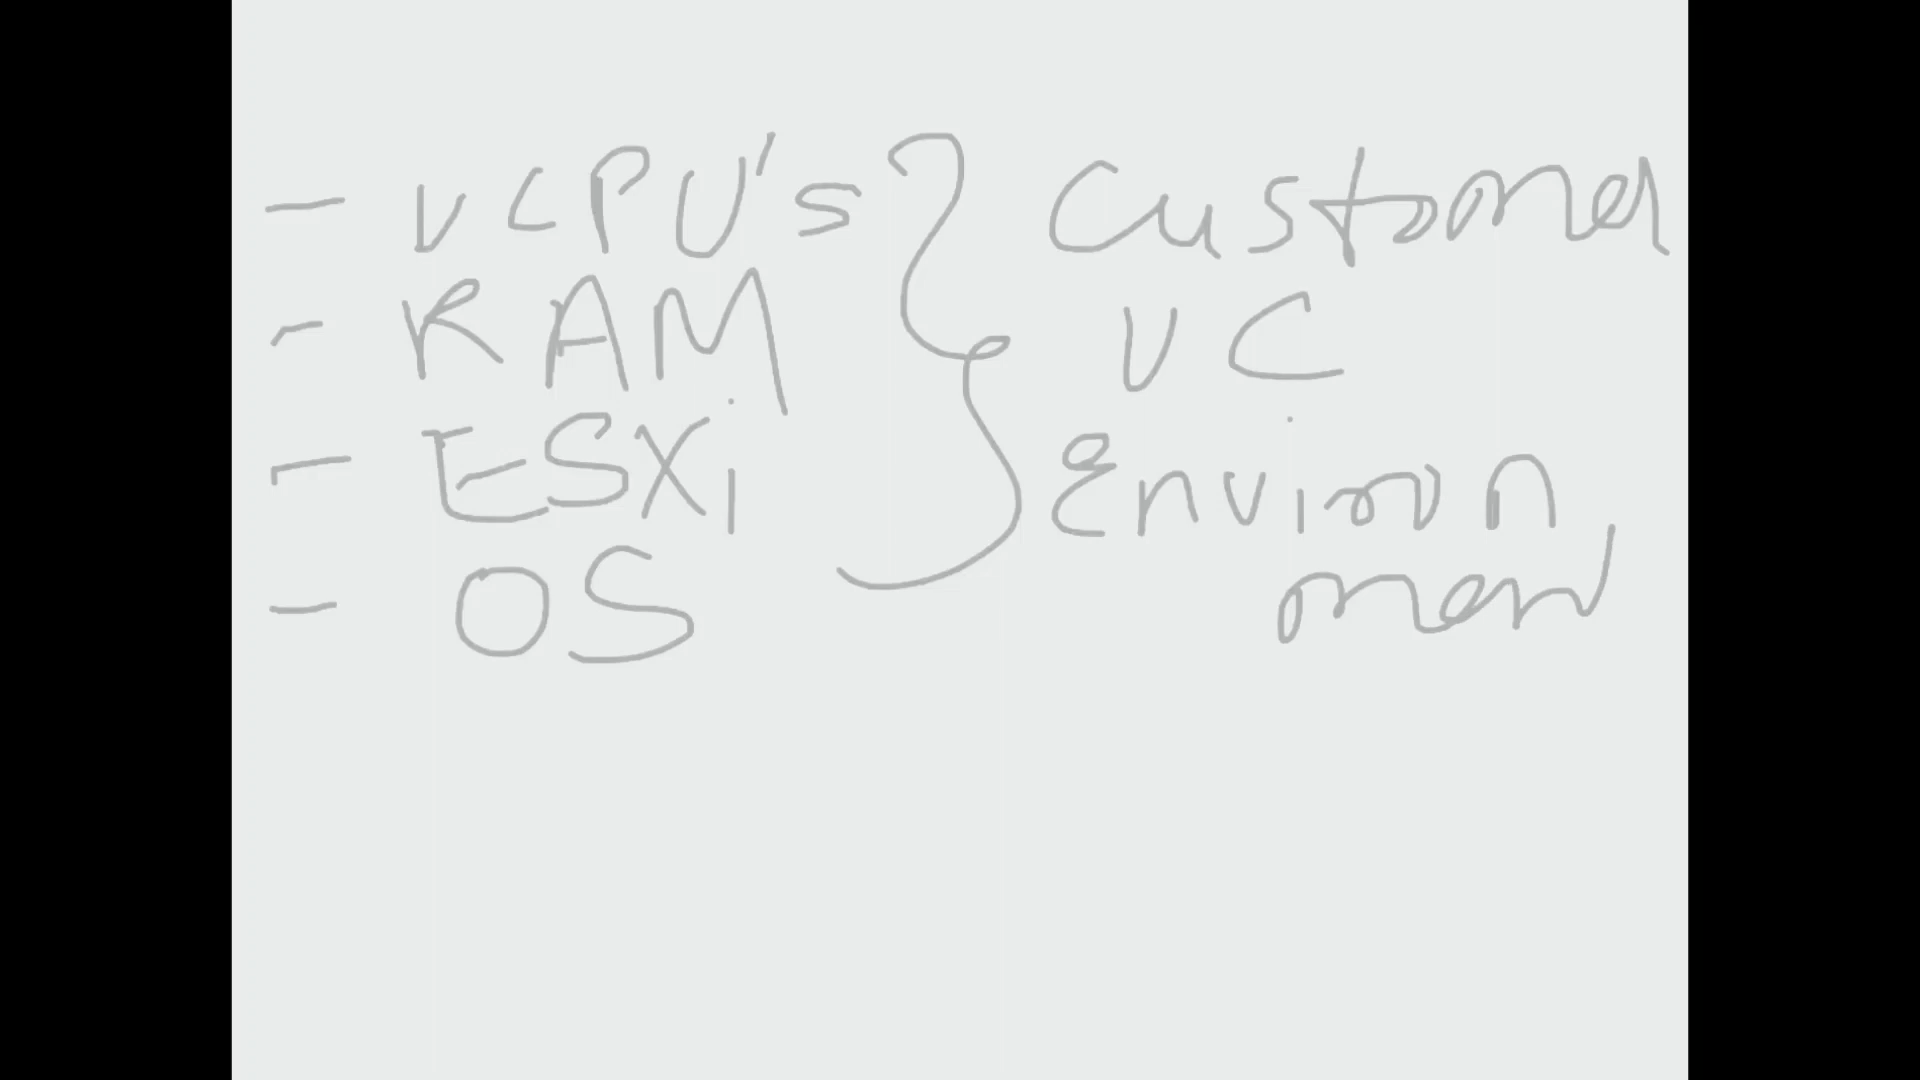 - vCPU's
- RAM
- ESXi
- OS
Customer
VC
Environ
ment